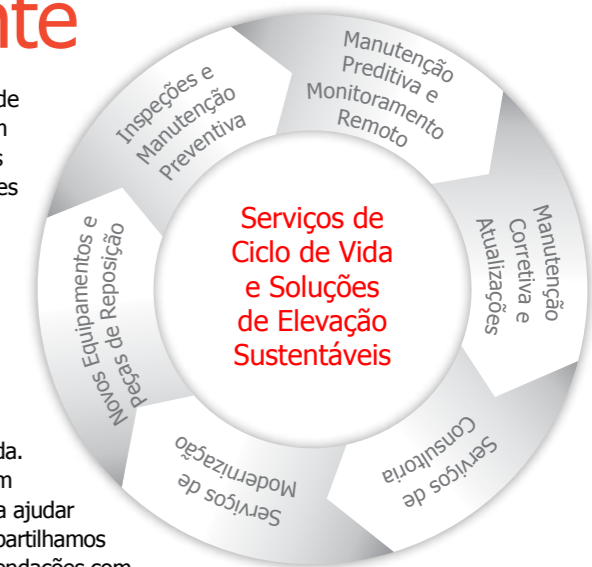 nte
de
m
s
es
da.
m
a ajudar
partilhamos
Inspeções e
Manutenção
Preventiva
Manutenção
Preditiva e
Monitoramento
Remoto
Manutenção
Corretiva e
Atualizações
Serviços de
Consultoria
Serviços de
Modernização
Novos Equipamentos e
Peças de Reposição
Serviços de
Ciclo de Vida
e Soluções
de Elevação
Sustentáveis